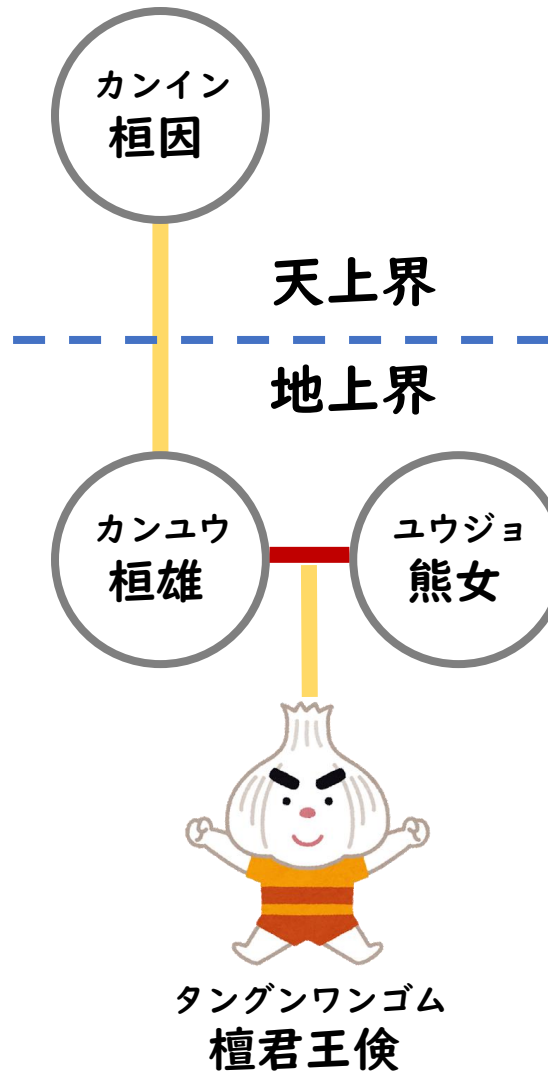 カンイン
桓因
天上界
地上界
カンユウ
桓雄
ユウジョ
熊女
タングンワンゴム
檀君王倹